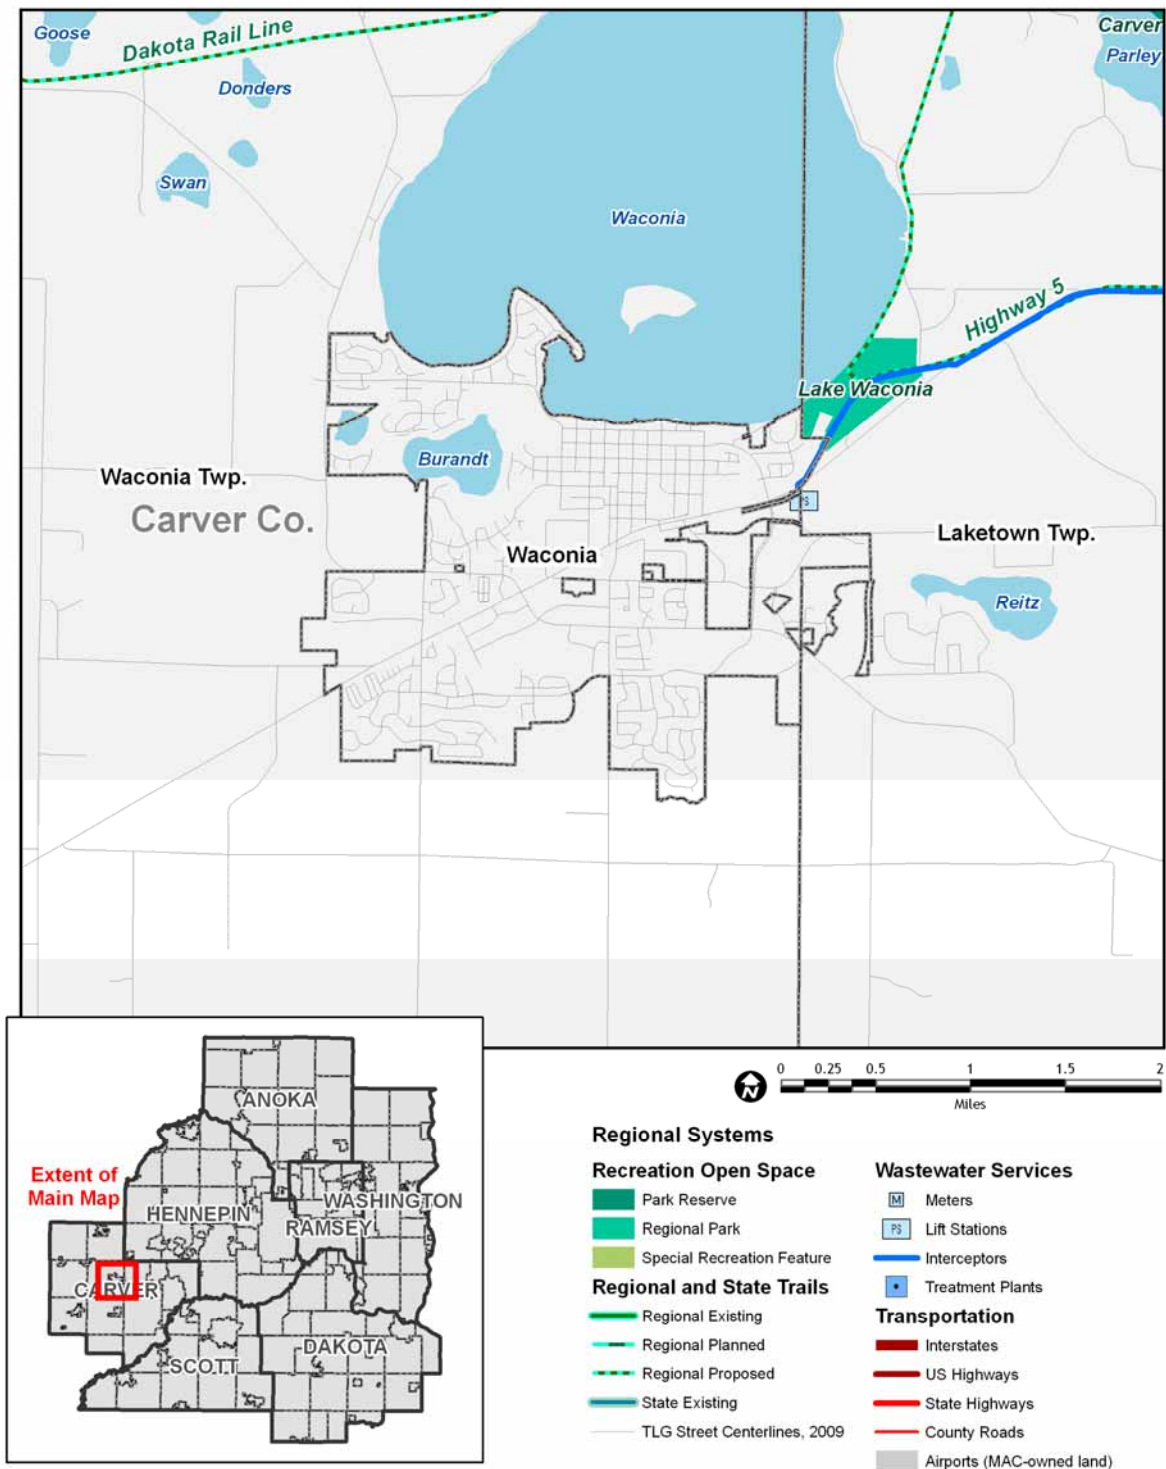 Goose
Dakota Rail Line
Donders
Swan
Waconia
Carver
Parley
Highway 5
Lake Waconia
Burandt
Waconia Twp.
Carver Co.
PS
Waconia
Laketown Twp.
Reitz
0 0.25 0.5 1 1.5 2
Miles
N
Extent of
Main Map
ANOKA
HENNEPIN
WASHINGTON
RAMSEY
CARVER
DAKOTA
SCOTT
Regional Systems
Recreation Open Space
Park Reserve
Regional Park
Special Recreation Feature
Regional and State Trails
Regional Existing
Regional Planned
Regional Proposed
State Existing
TLG Street Centerlines, 2009
Wastewater Services
M Meters
PS Lift Stations
Interceptors
Treatment Plants
Transportation
Interstates
US Highways
State Highways
County Roads
Airports (MAC-owned land)